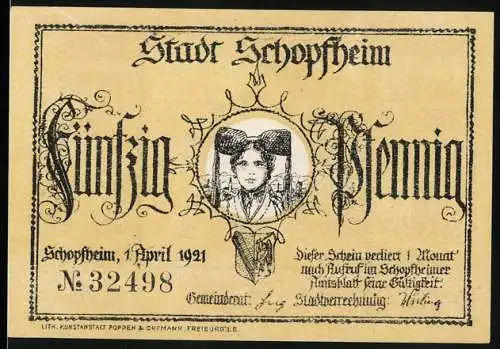 Stadt Schopfheim
Fünfzig Pfennig
Schopfheim, 1. April 1921
Dieser Schein verliert 1 Monat
nach Aufruf im Schopfheimer
Amtsblatt seine Gültigkeit.
№ 32498
Gemeinderat: Stadtverrechnung:
LITH. KUNSTANSTALT POPPEN & ORTMANN, FREIBURG I. B.